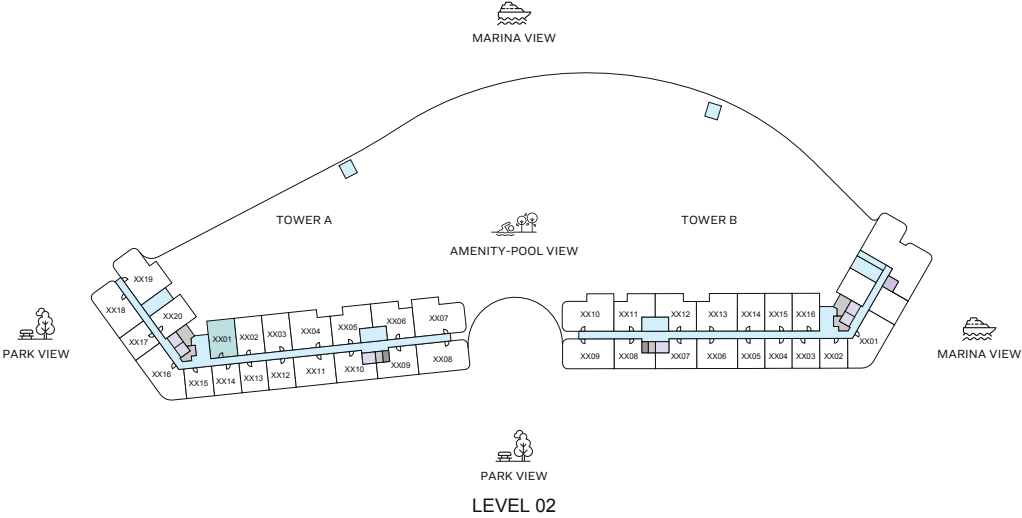 MARINA VIEW
TOWER A
TOWER B
AMENITY-POOL VIEW
XX19
XX18
XX20
XX17
XX16
XX01
XX02
XX03
XX04
XX05
XX06
XX07
XX15
XX14
XX13
XX12
XX11
XX10
XX09
XX08
XX10
XX11
XX12
XX13
XX14
XX15
XX16
XX09
XX08
XX07
XX06
XX05
XX04
XX03
XX02
XX01
PARK VIEW
MARINA VIEW
PARK VIEW
LEVEL 02